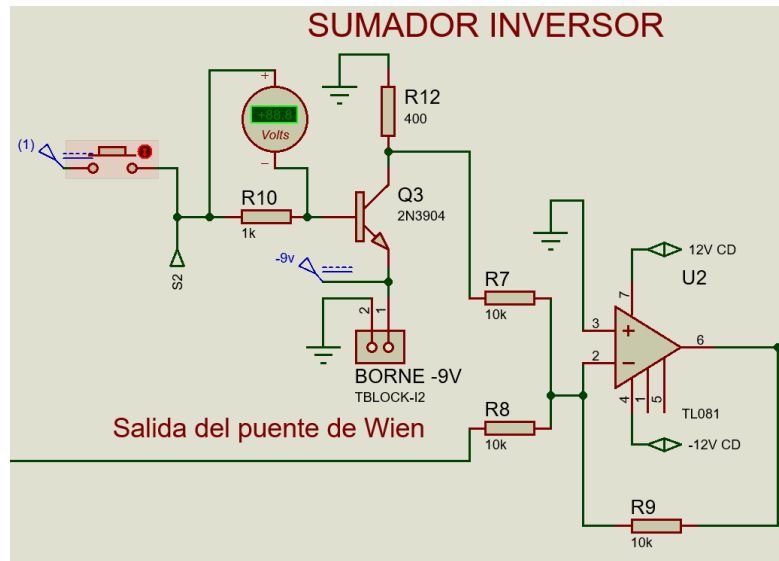 SUMADOR INVERSOR
R12
400
+88.8
Volts
(1)
R10
1k
Q3
2N3904
S2
-9v
2
1
BORNE -9V
TBLOCK-I2
R7
10k
12V CD
U2
7
3
6
2
4
1
5
TL081
-12V CD
Salida del puente de Wien
R8
10k
R9
10k